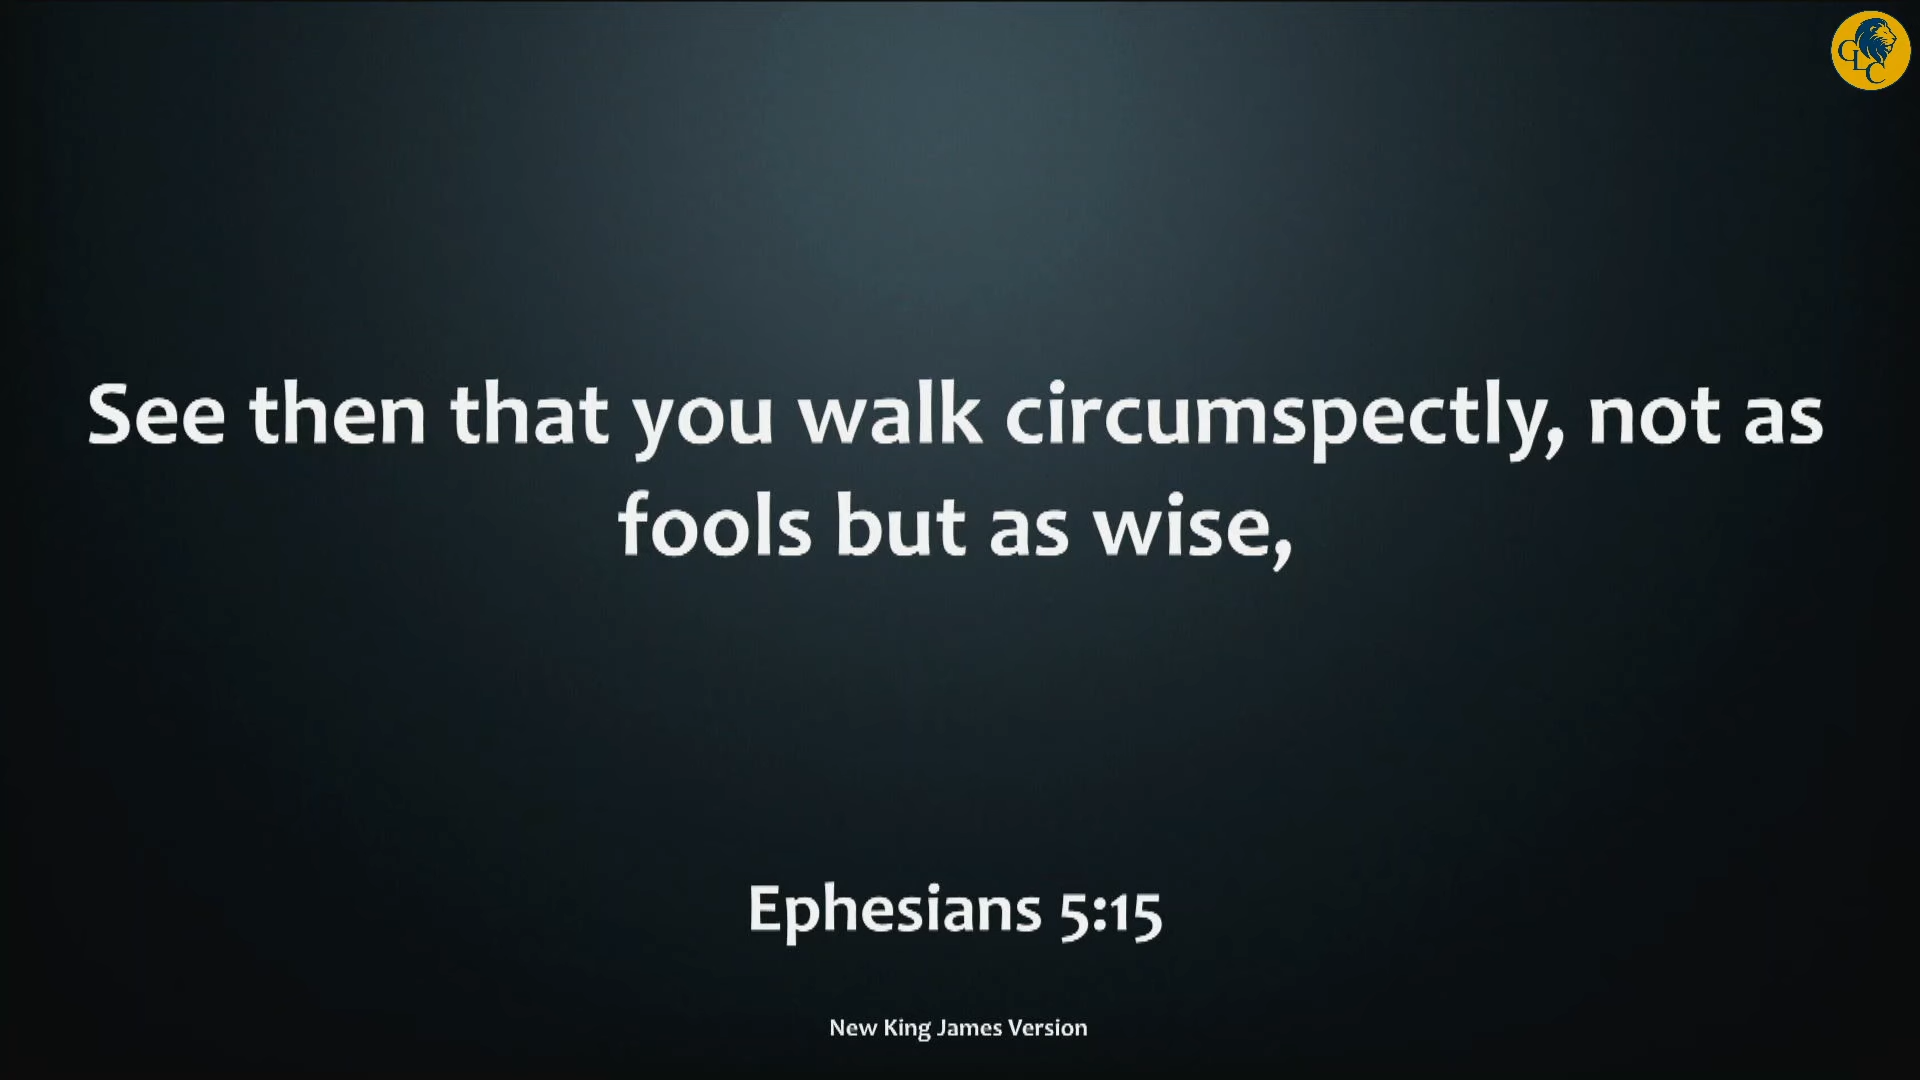 GLC
See then that you walk circumspectly, not as
fools but as wise,
Ephesians 5:15
New King James Version